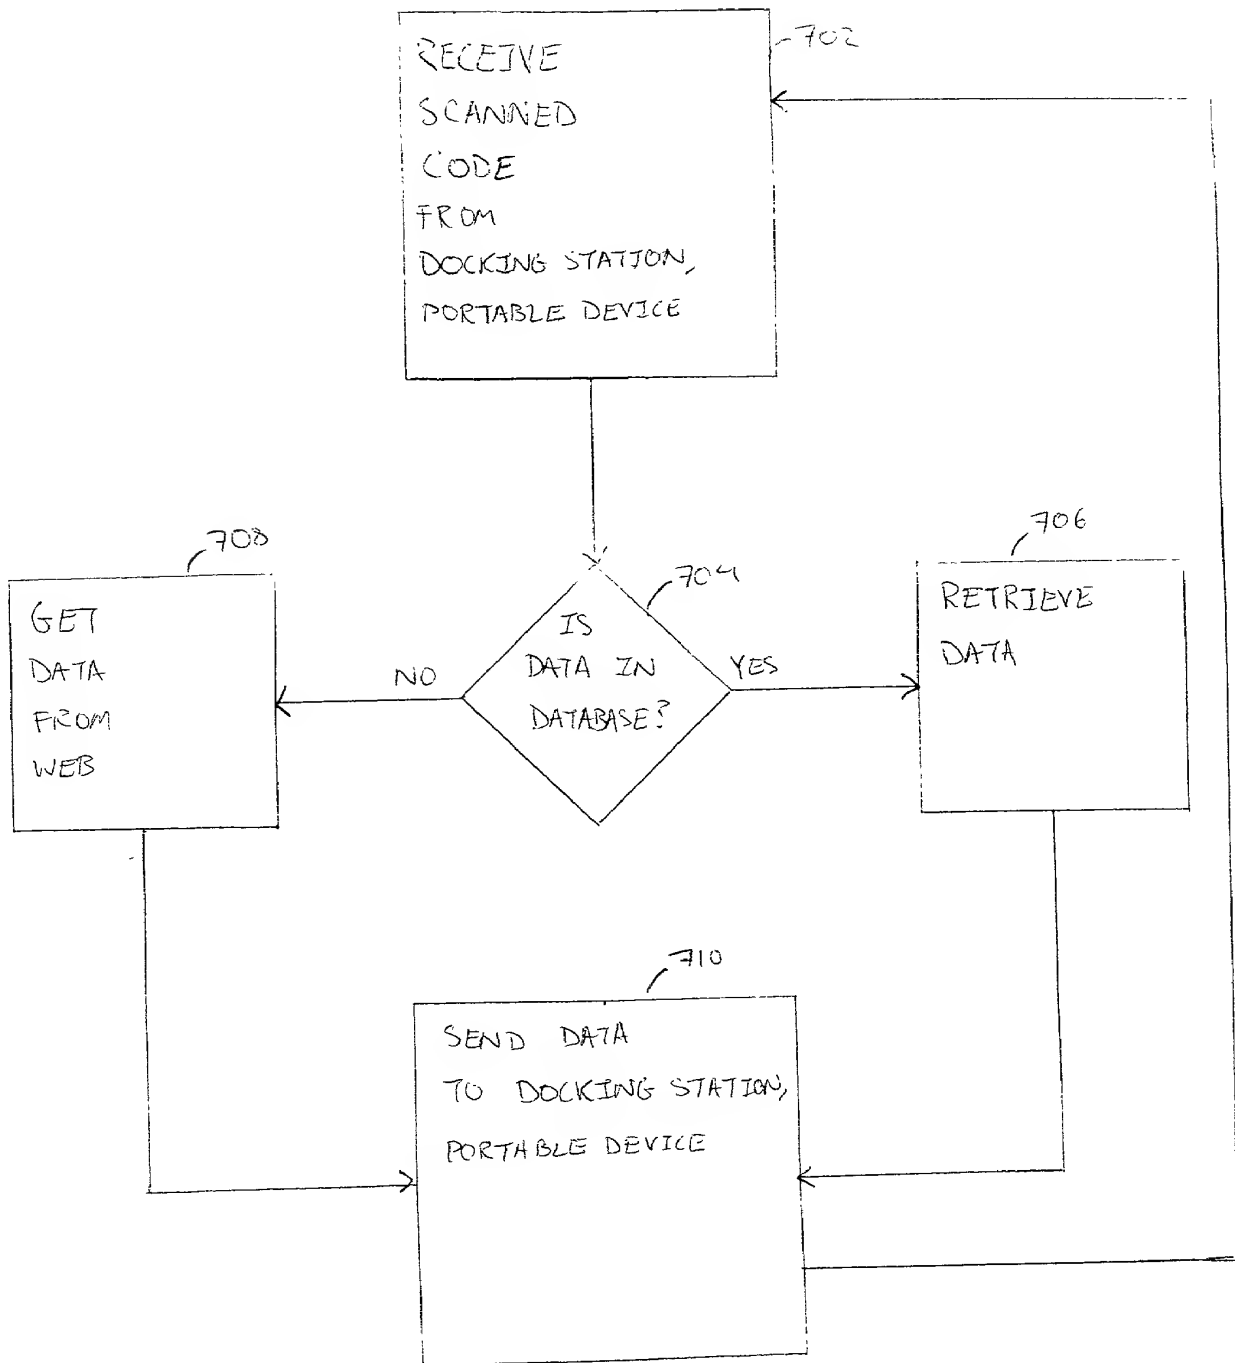 702
RECEIVE
SCANNED
CODE
FROM
DOCKING STATION,
PORTABLE DEVICE
704
IS
DATA IN
DATABASE?
NO
YES
708
GET
DATA
FROM
WEB
706
RETRIEVE
DATA
710
SEND DATA
TO DOCKING STATION,
PORTABLE DEVICE